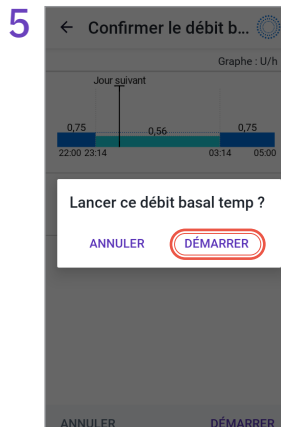 5
← Confirmer le débit b...
Graphe : U/h
Jour suivant
0,75 0,56 0,75
22:00 23:14 03:14 05:00
Lancer ce débit basal temp ?
ANNULER DÉMARRER
ANNULER DÉMARRER